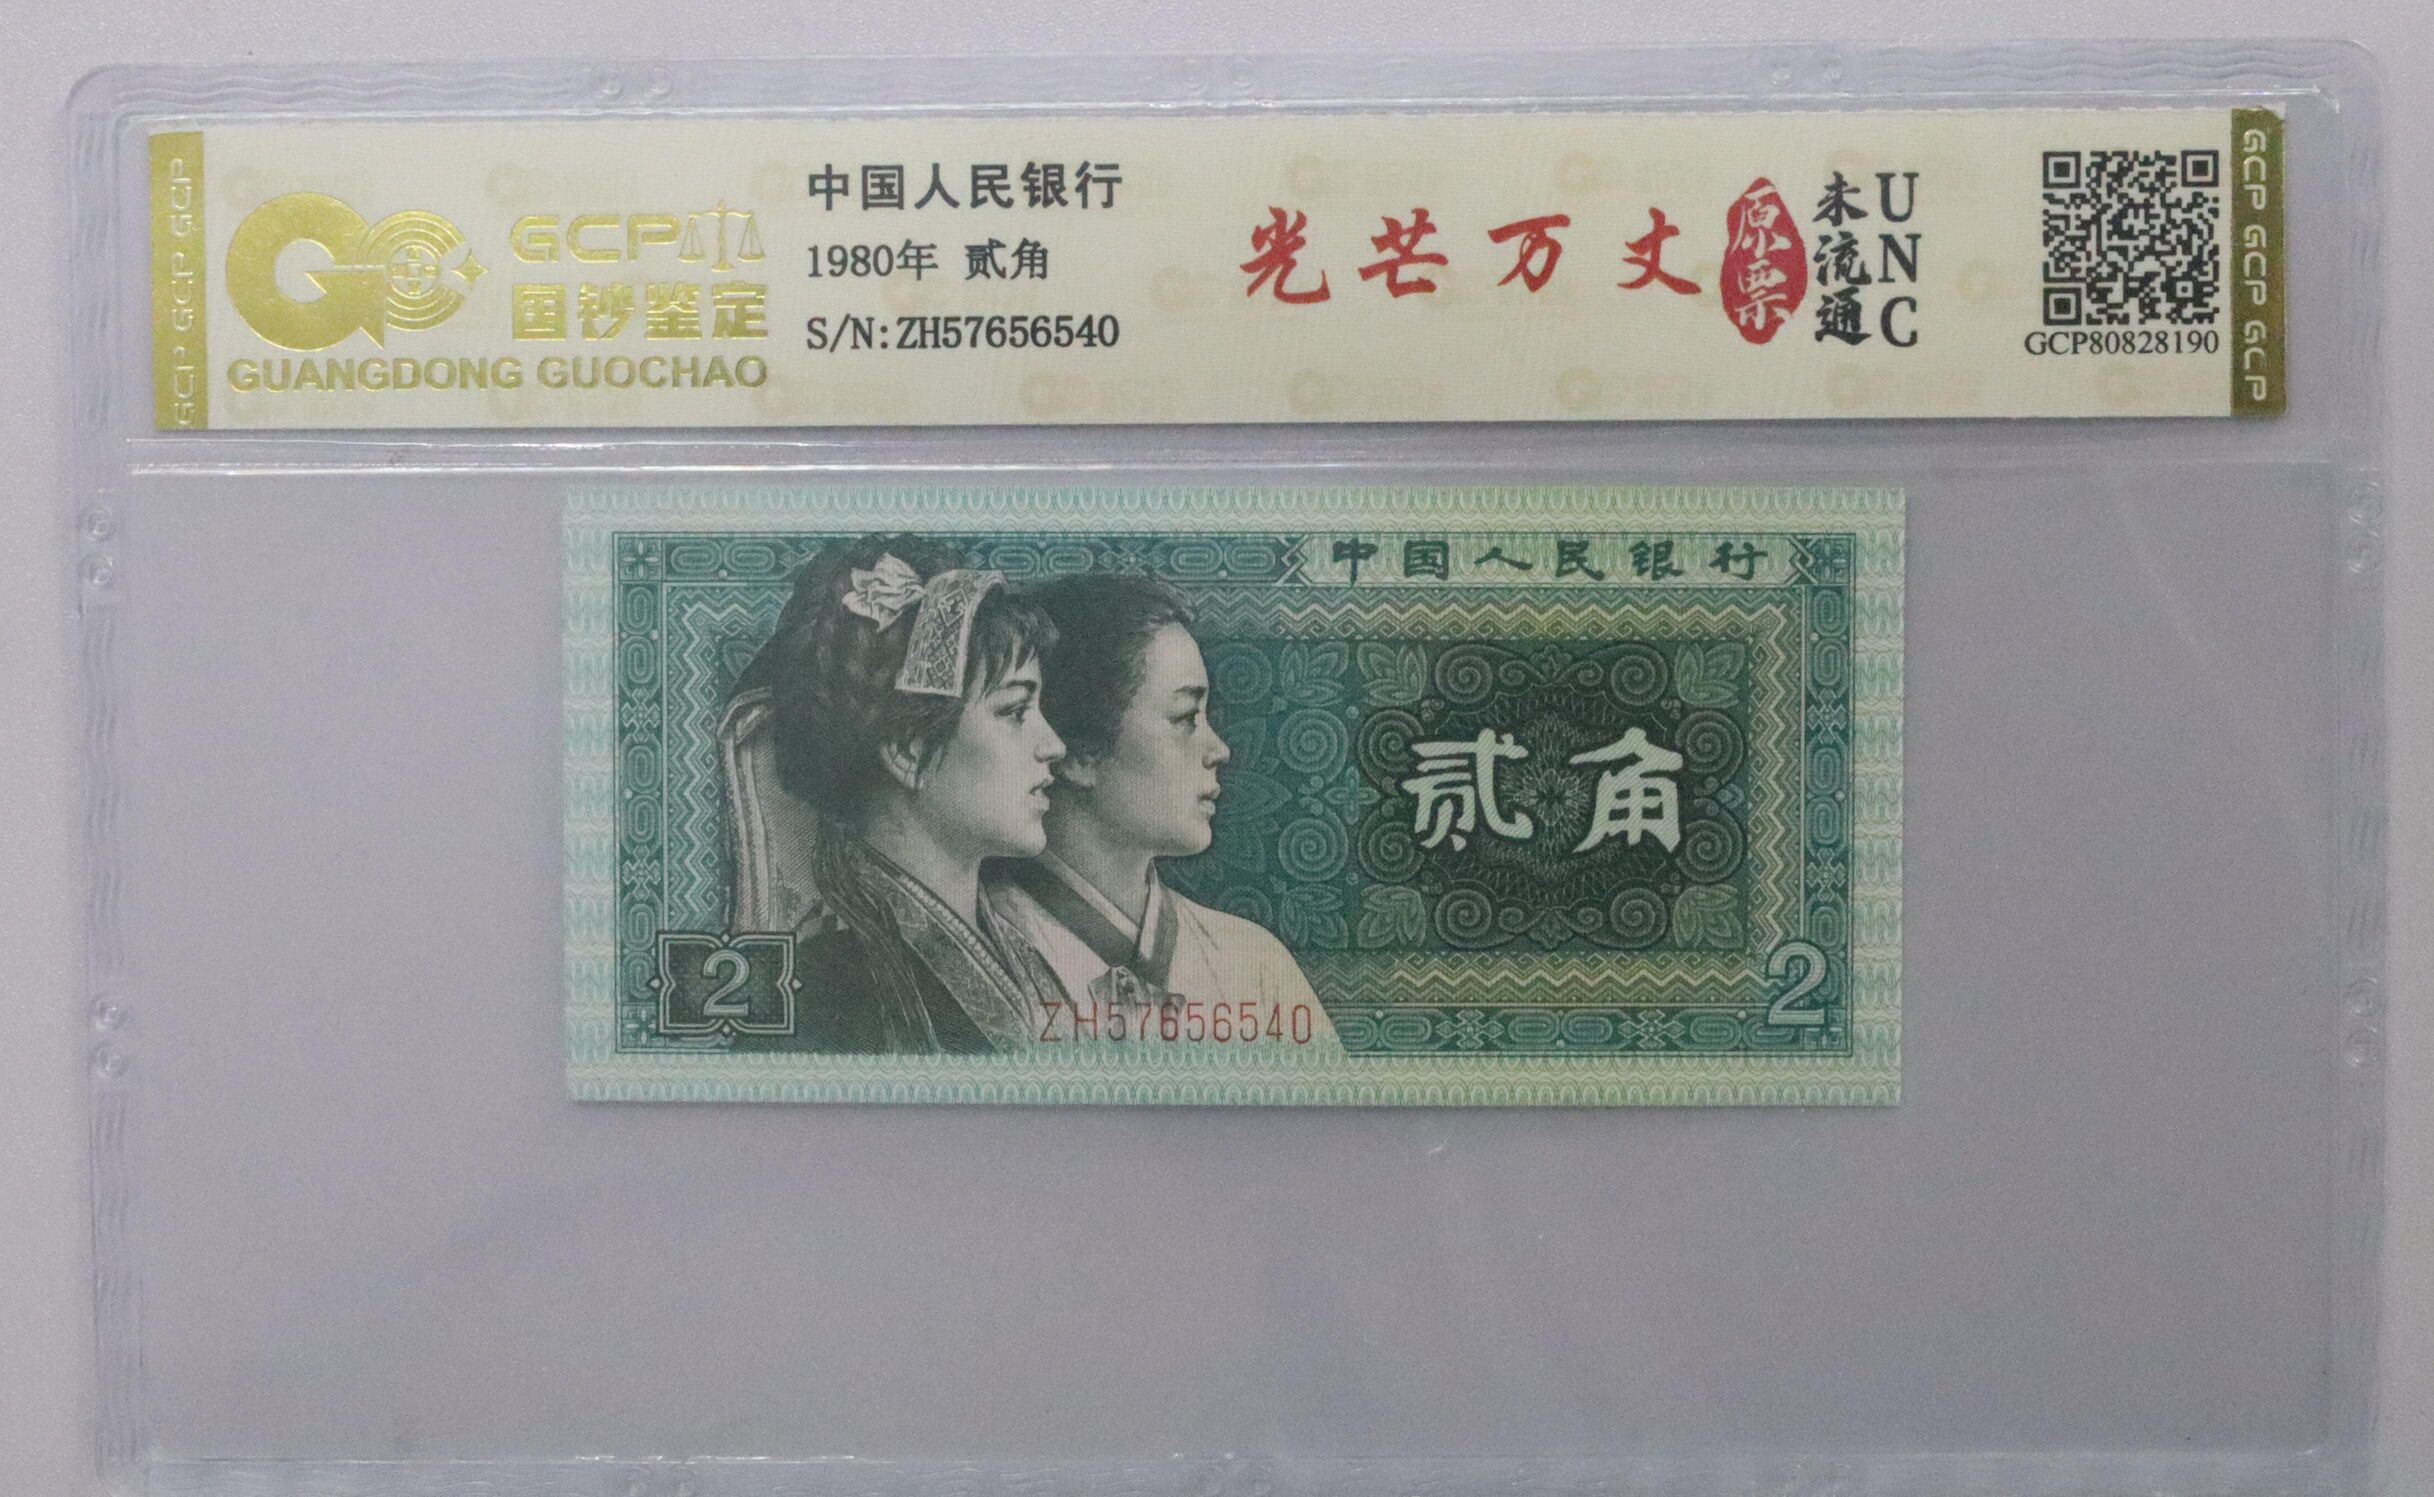 GCP GCP GCP
GCP
国钞鉴定
GUANGDONG GUOCHAO
中国人民银行
1980年 贰角
S/N:ZH57656540
光芒万丈
原票
未流通
UNC
GCP80828190
GCP GCP GCP
中国人民银行
贰角
2
ZH57656540
2